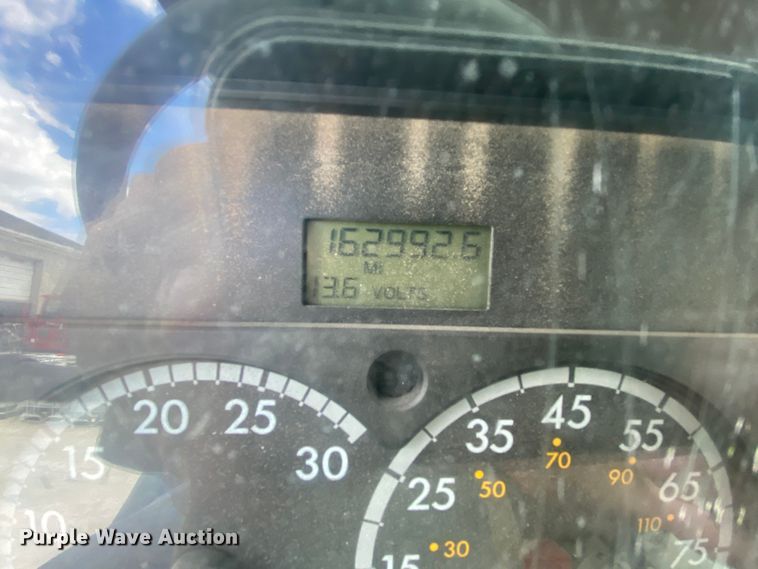 162992.6
MI
13.6 VOLTS
10 15 20 25 30
15 25 35 45 55 65 75
30 50 70 90 110
Purple Wave Auction